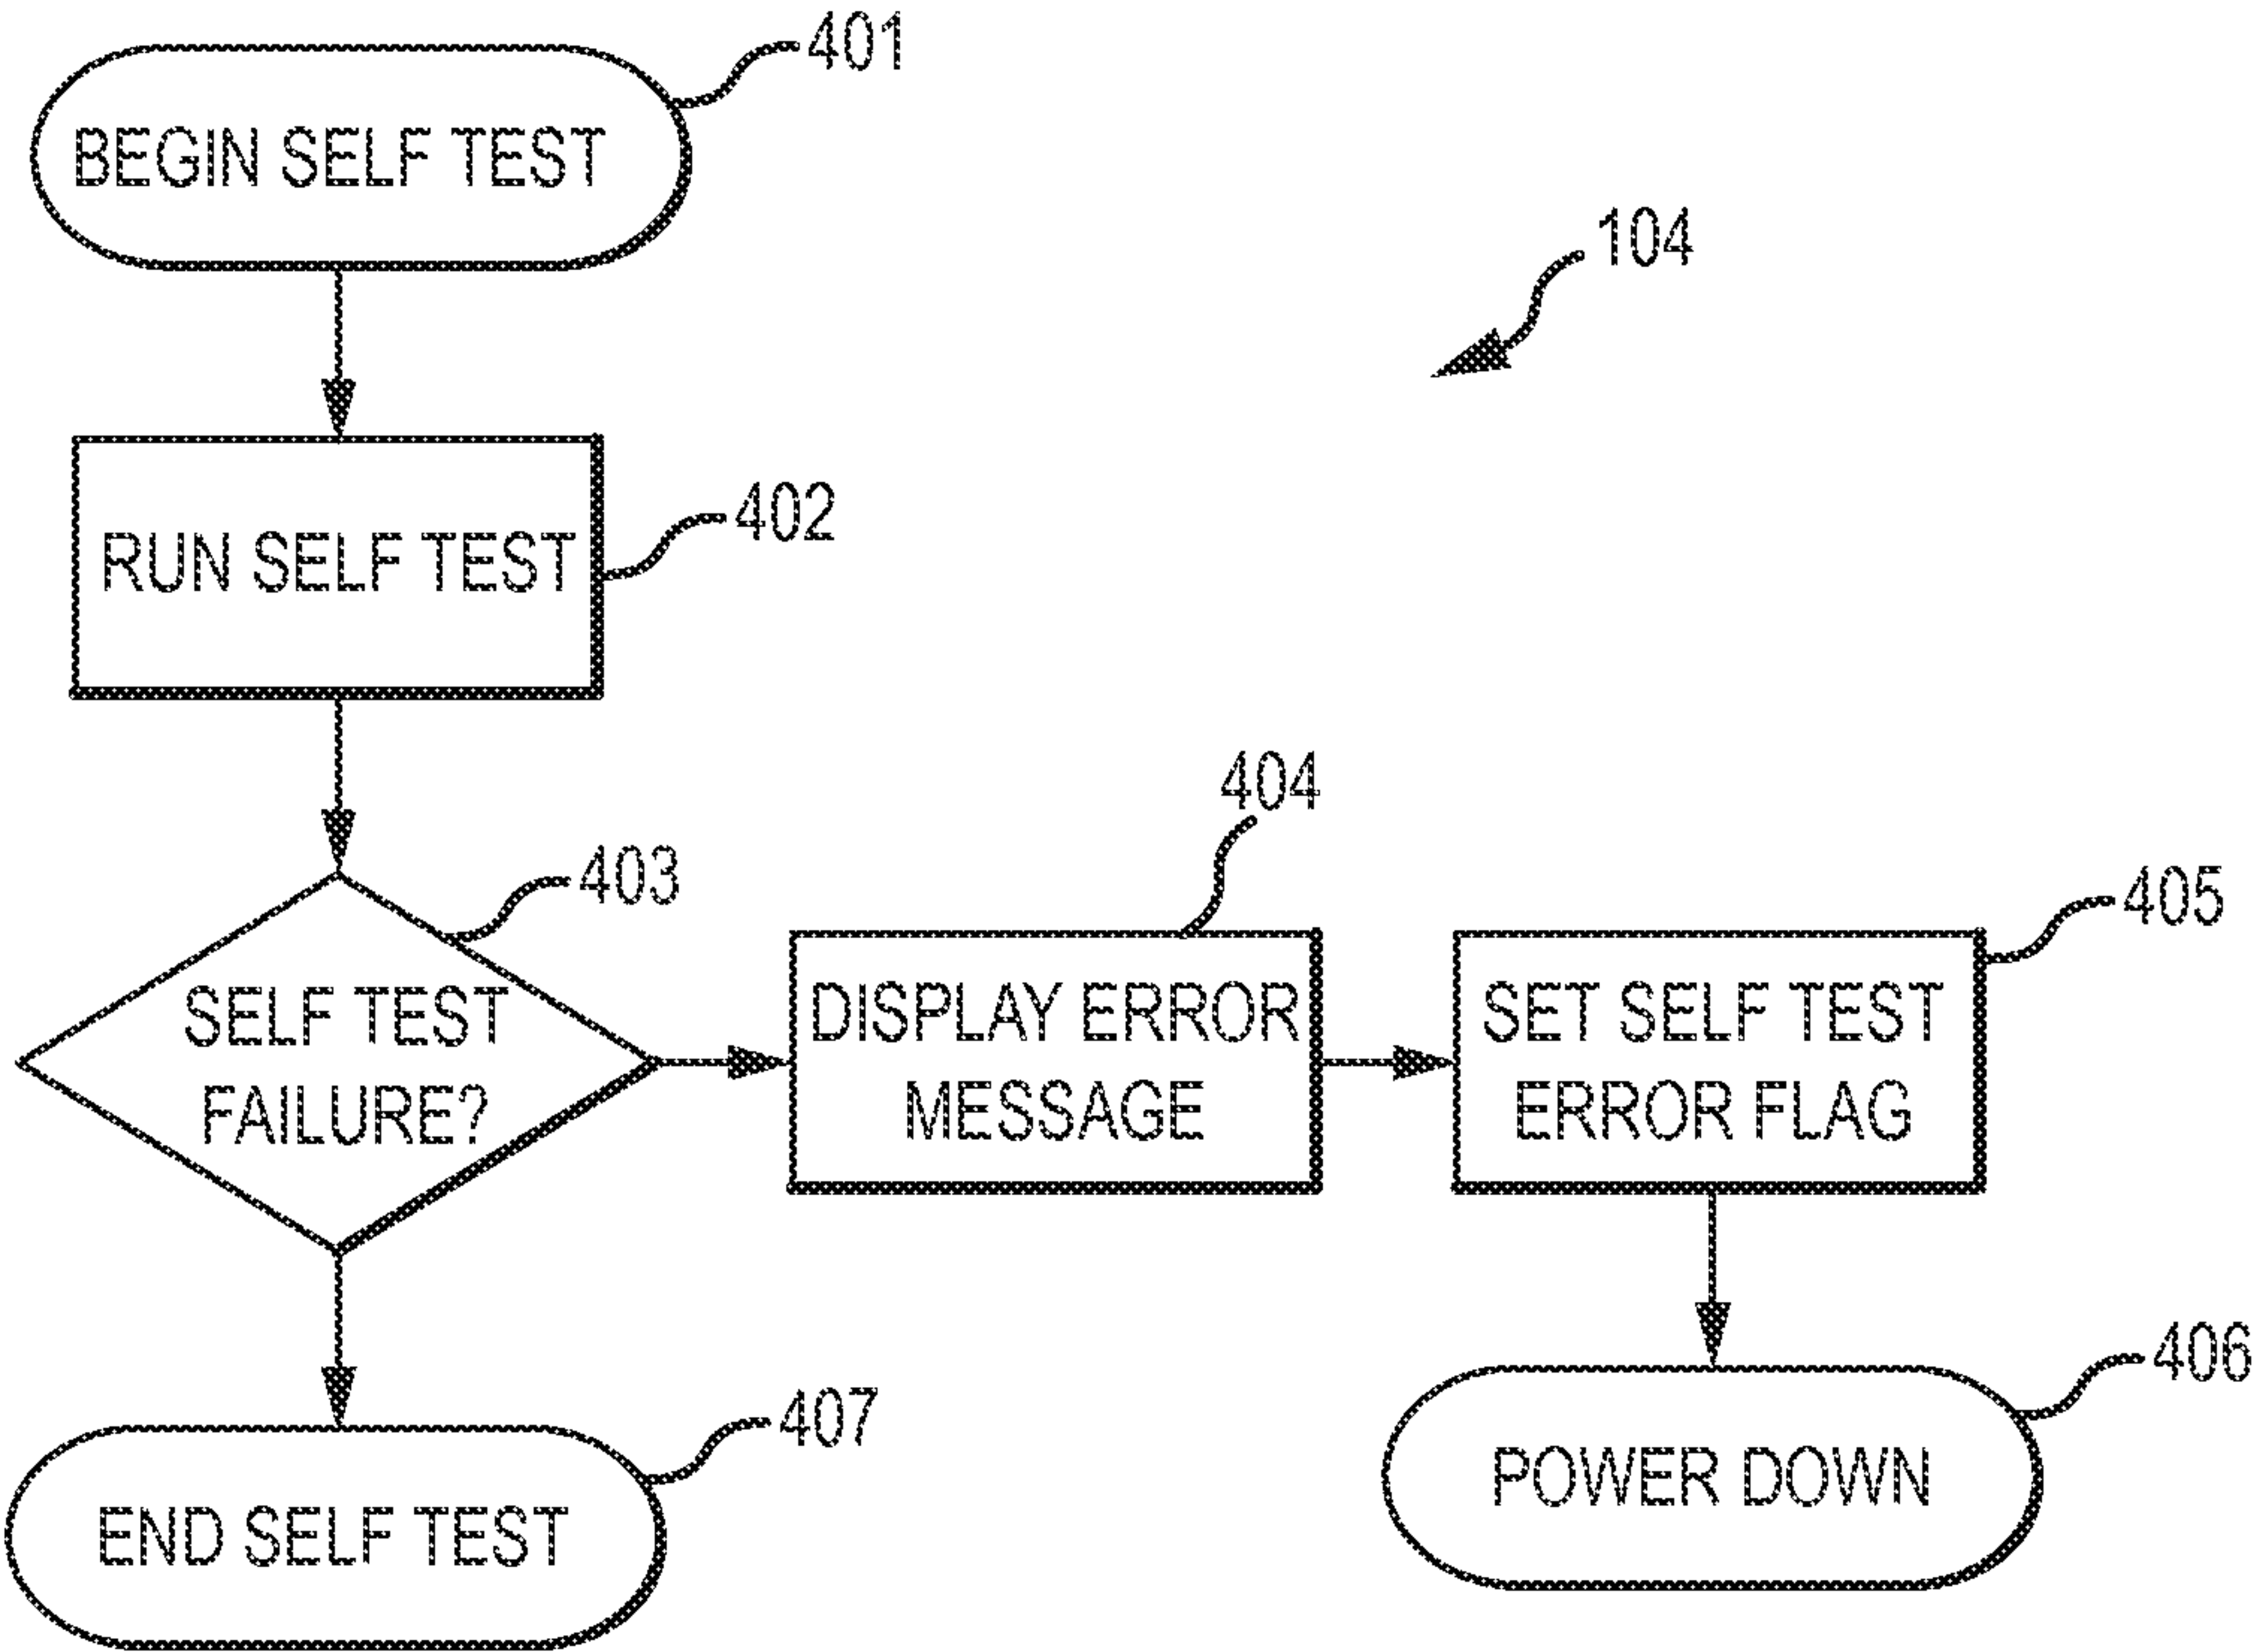 401
BEGIN SELF TEST
104
402
RUN SELF TEST
403
SELF TEST
FAILURE?
404
DISPLAY ERROR
MESSAGE
405
SET SELF TEST
ERROR FLAG
406
POWER DOWN
407
END SELF TEST